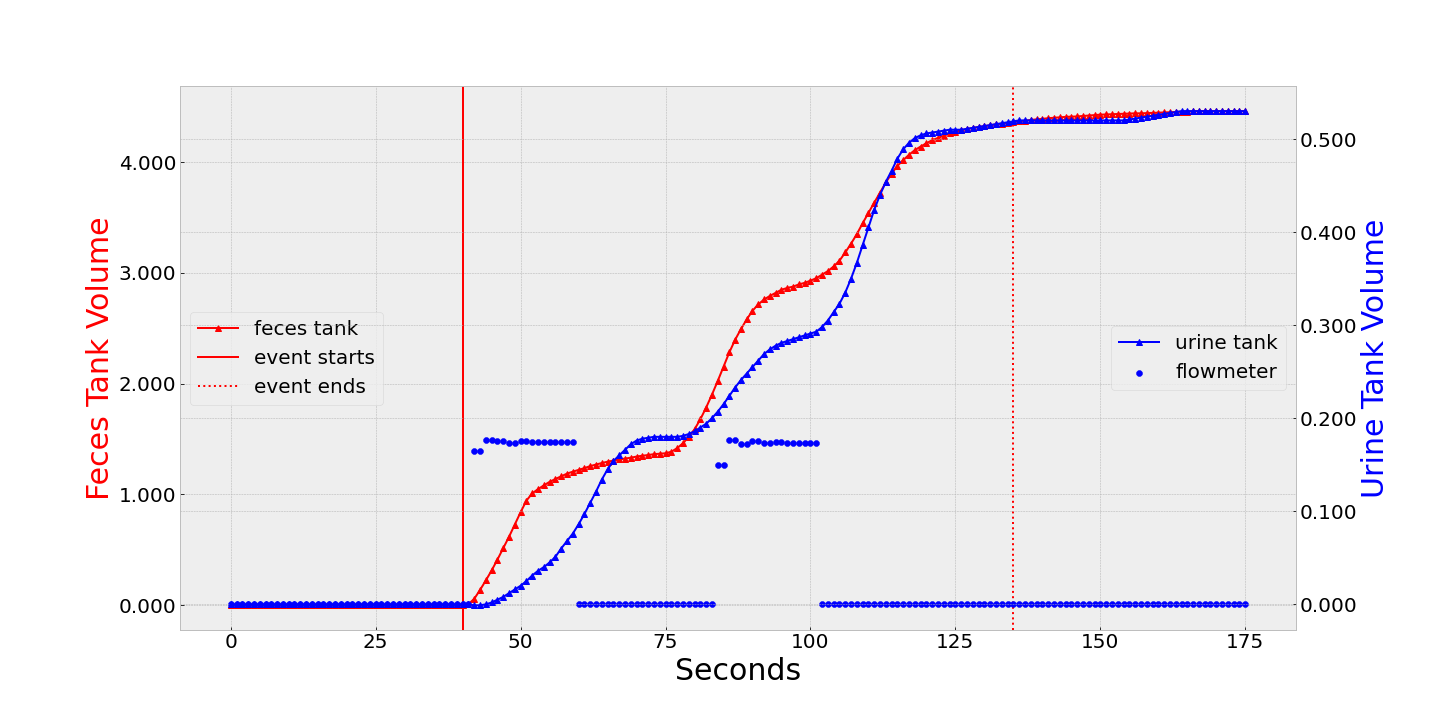 Feces Tank Volume
4.000
3.000
2.000
1.000
0.000
feces tank
event starts
event ends
urine tank
flowmeter
0.500
0.400
0.300
0.200
0.100
0.000
Urine Tank Volume
0 25 50 75 100 125 150 175
Seconds